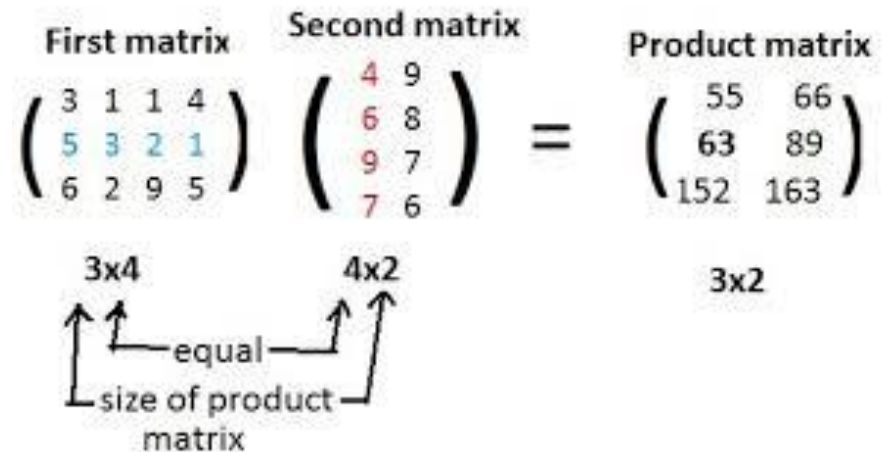 First matrix Second matrix Product matrix
3 1 1 4 4 9 55 66
5 3 2 1 6 8 = 63 89
6 2 9 5 9 7 152 163
7 6
3x4 4x2 3x2
equal
size of product
matrix